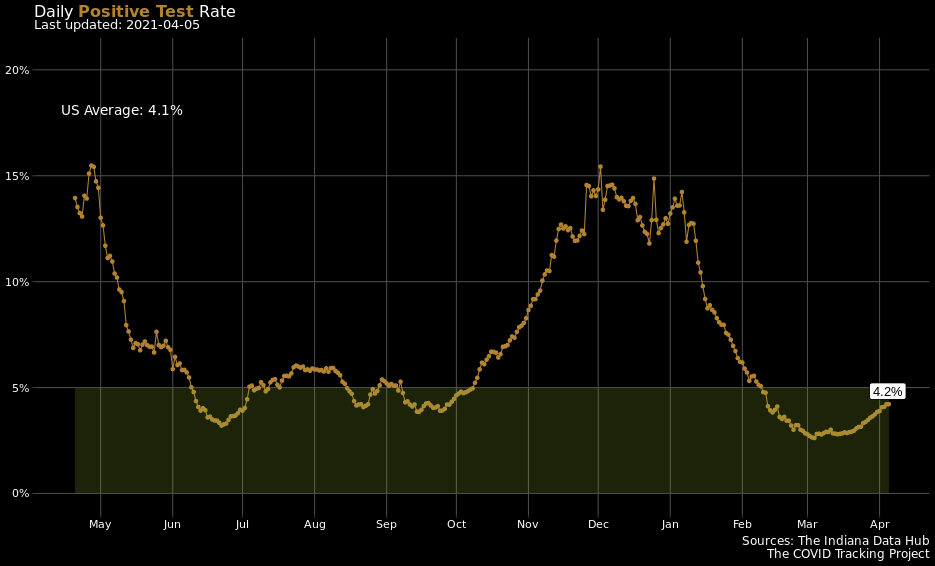 Daily Positive Test Rate
Last updated: 2021-04-05
20%
US Average: 4.1%
15%
10%
5%
4.2%
0%
May Jun Jul Aug Sep Oct Nov Dec Jan Feb Mar Apr
Sources: The Indiana Data Hub
The COVID Tracking Project